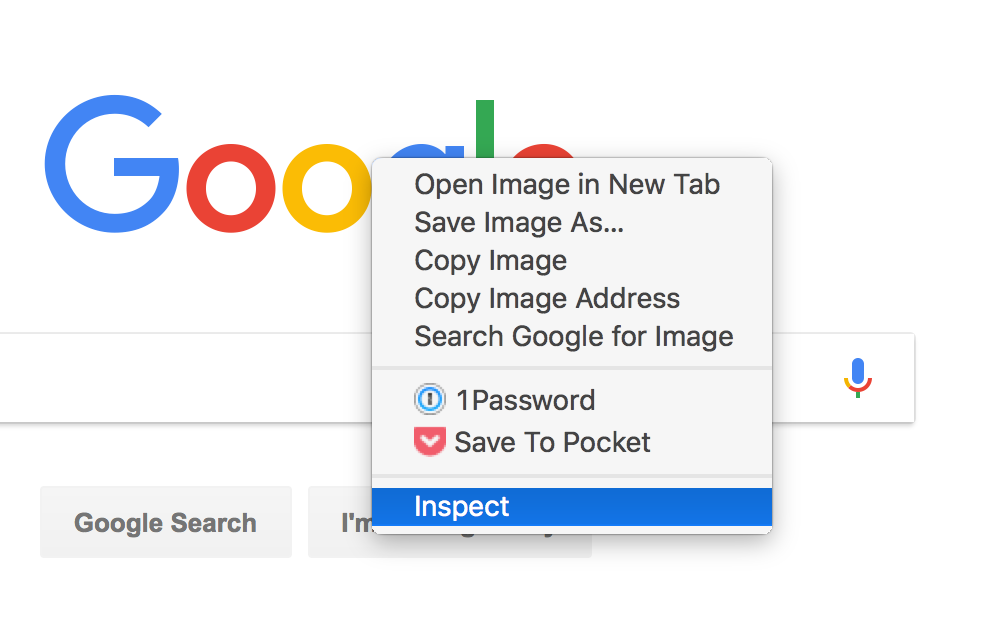 Google
Open Image in New Tab
Save Image As...
Copy Image
Copy Image Address
Search Google for Image
1Password
Save To Pocket
Inspect
Google Search
I'm